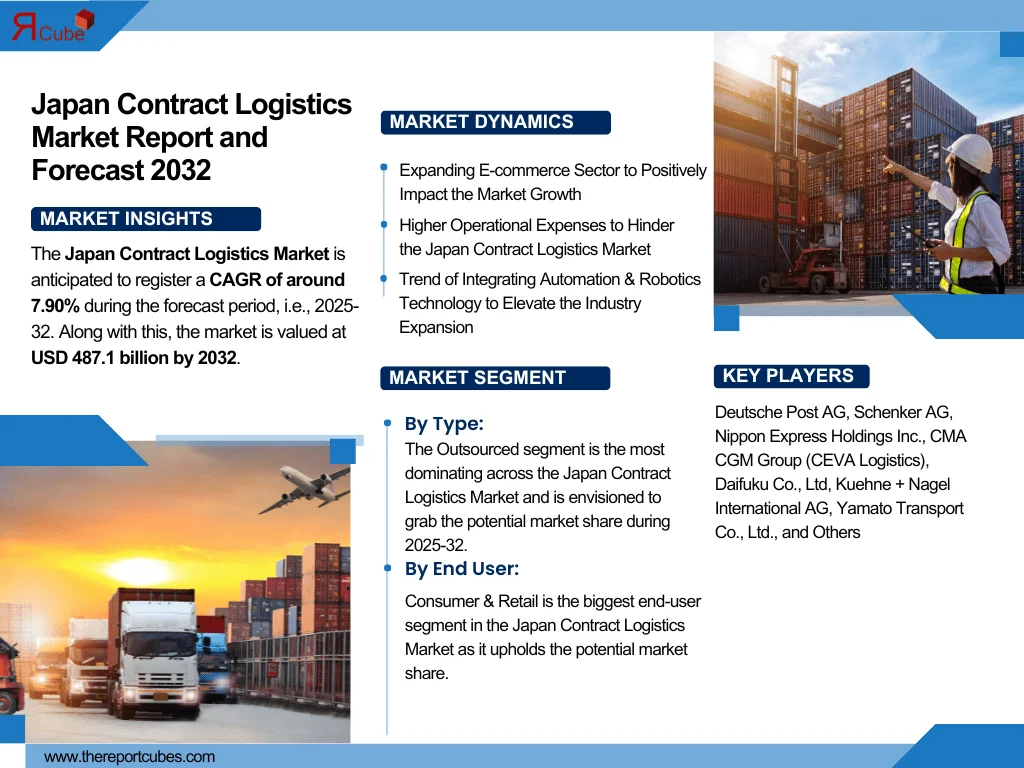 ЯCube
Japan Contract Logistics
Market Report and
Forecast 2032
MARKET INSIGHTS
The Japan Contract Logistics Market is
anticipated to register a CAGR of around
7.90% during the forecast period, i.e., 2025-
32. Along with this, the market is valued at
USD 487.1 billion by 2032.
MARKET DYNAMICS
Expanding E-commerce Sector to Positively
Impact the Market Growth
Higher Operational Expenses to Hinder
the Japan Contract Logistics Market
Trend of Integrating Automation & Robotics
Technology to Elevate the Industry
Expansion
MARKET SEGMENT
By Type:
The Outsourced segment is the most
dominating across the Japan Contract
Logistics Market and is envisioned to
grab the potential market share during
2025-32.
By End User:
Consumer & Retail is the biggest end-user
segment in the Japan Contract Logistics
Market as it upholds the potential market
share.
KEY PLAYERS
Deutsche Post AG, Schenker AG,
Nippon Express Holdings Inc., CMA
CGM Group (CEVA Logistics),
Daifuku Co., Ltd, Kuehne + Nagel
International AG, Yamato Transport
Co., Ltd., and Others
www.thereportcubes.com